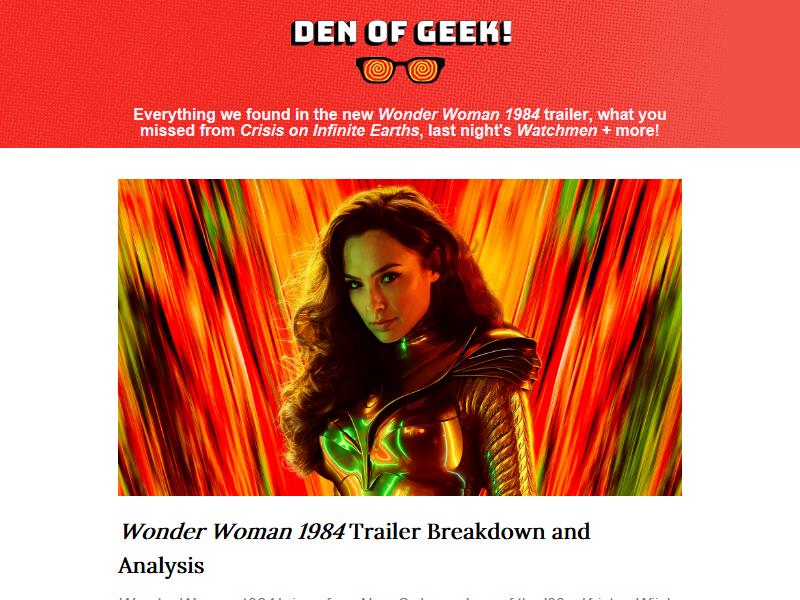 DEN OF GEEK!
Everything we found in the new Wonder Woman 1984 trailer, what you
missed from Crisis on Infinite Earths, last night's Watchmen + more!
Wonder Woman 1984 Trailer Breakdown and
Analysis